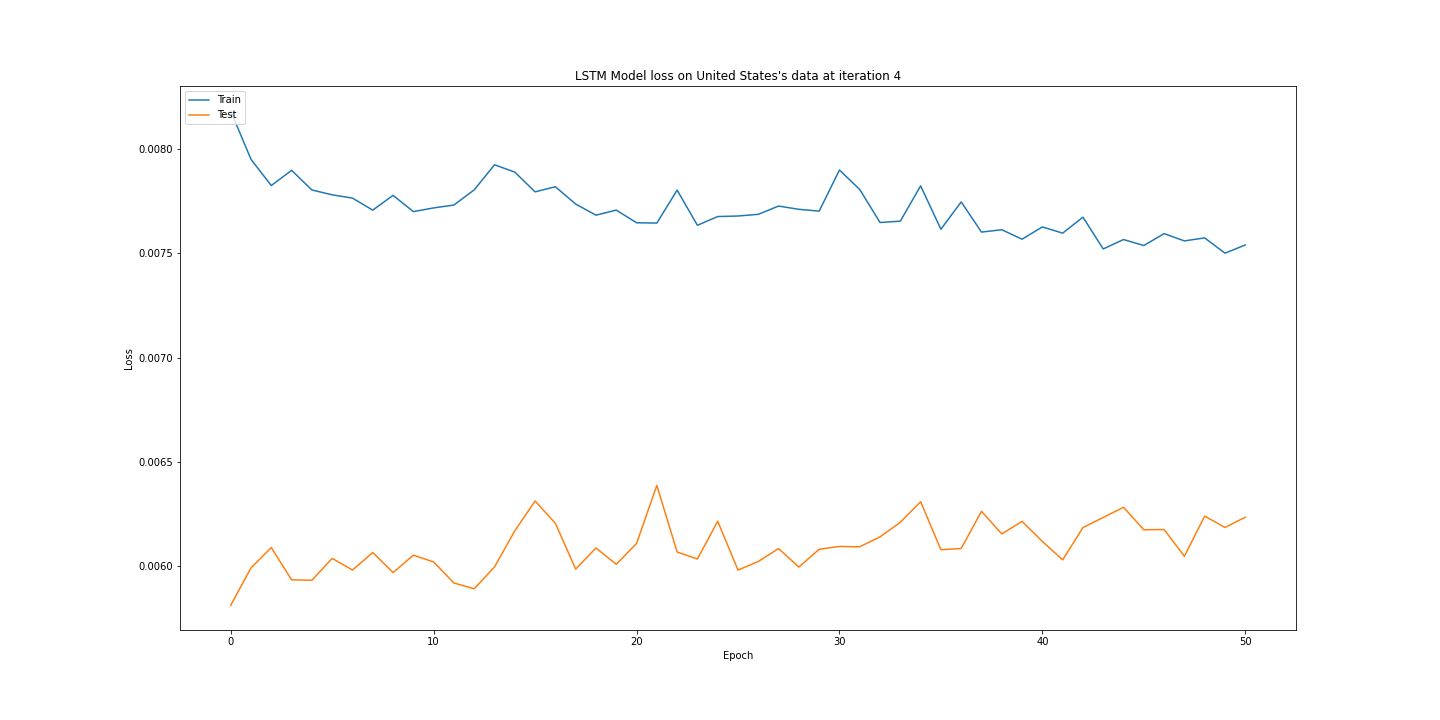 LSTM Model loss on United States's data at iteration 4
Train
Test
0.0080
0.0075
0.0070
0.0065
0.0060
Loss
0 10 20 30 40 50
Epoch